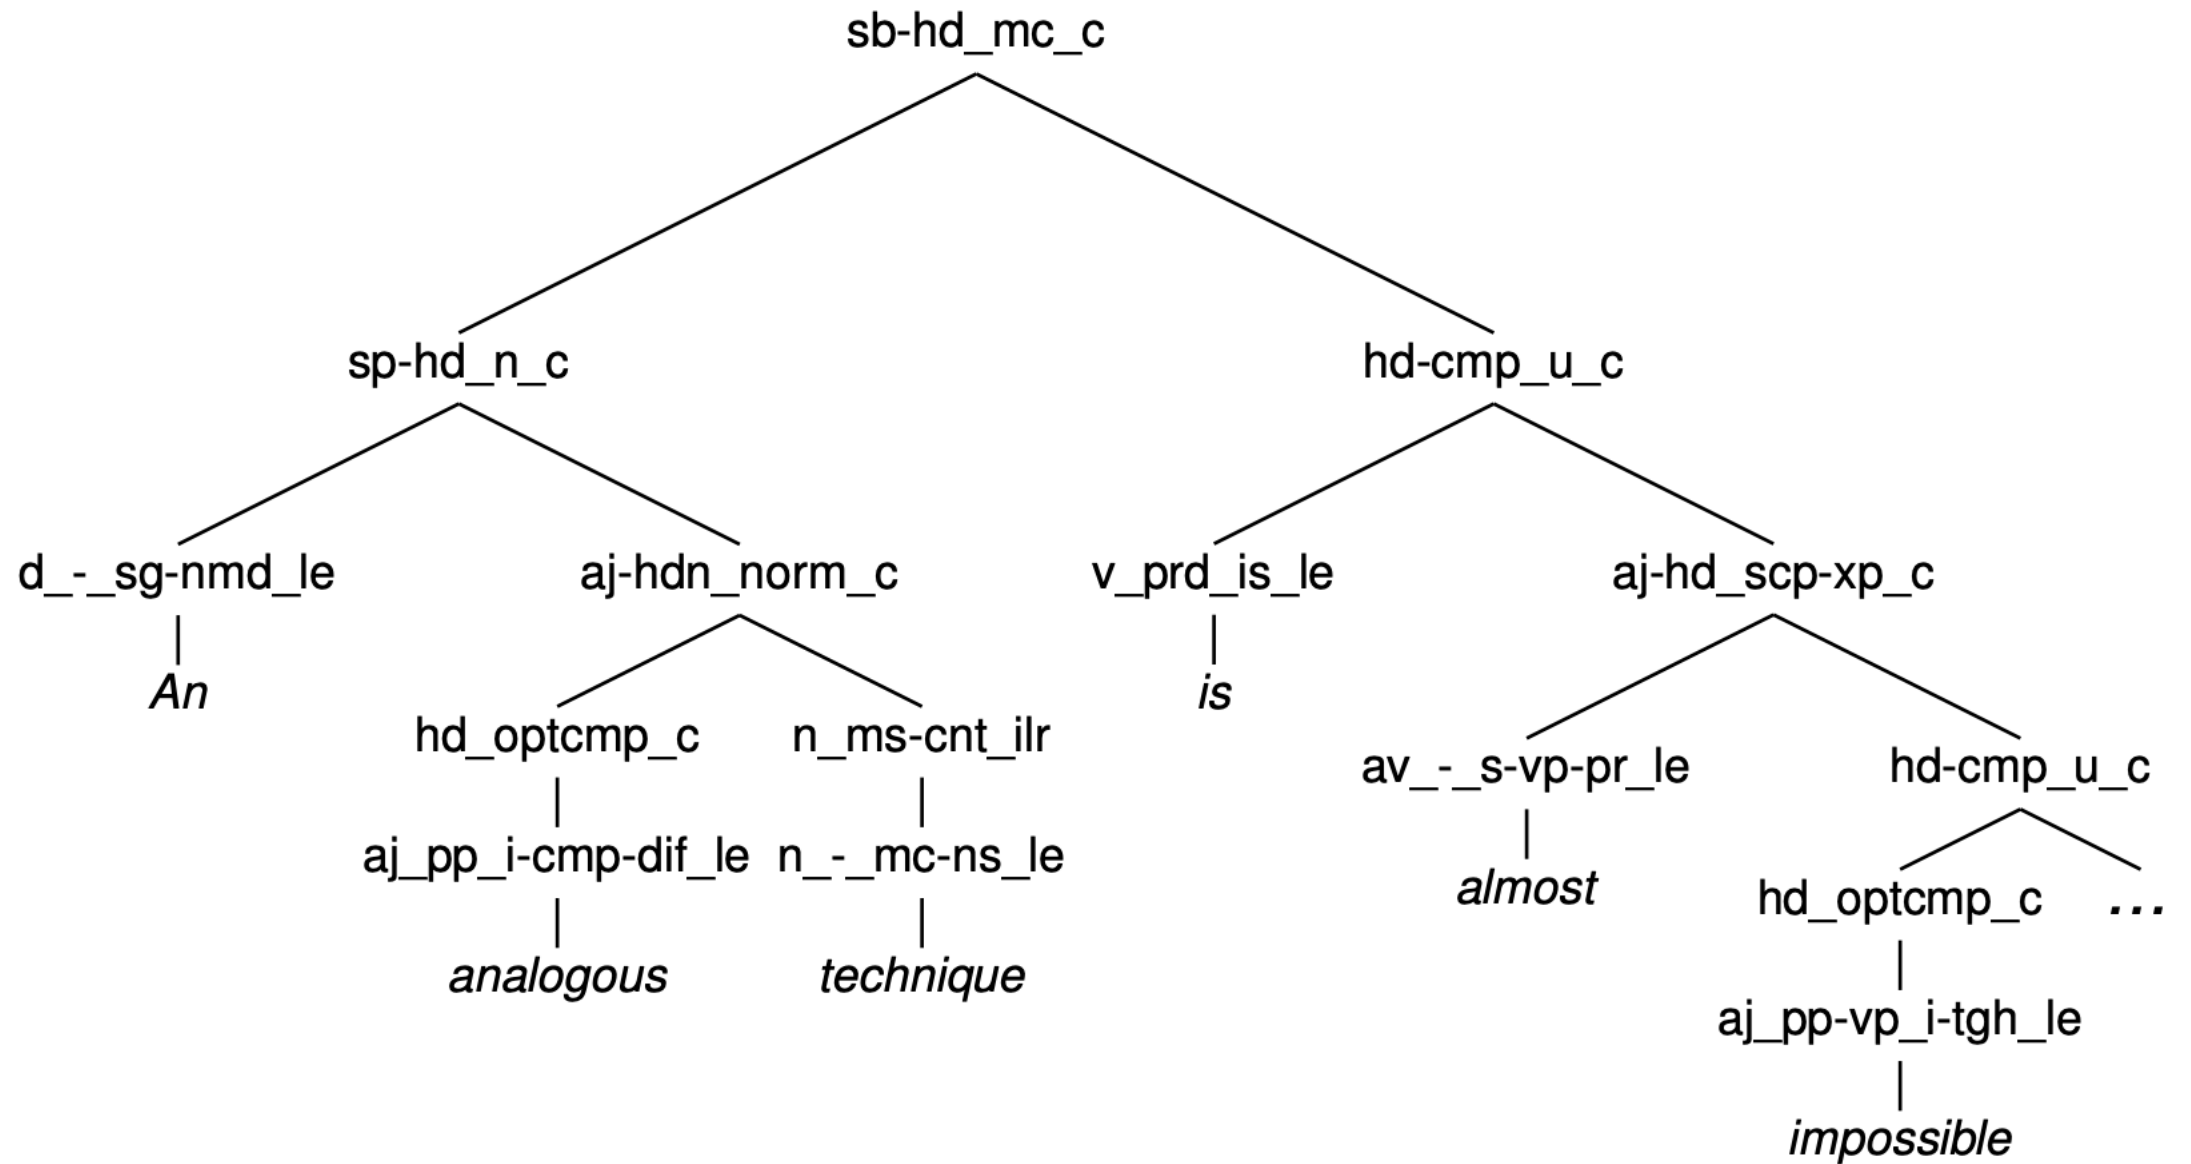 sb-hd_mc_c
sp-hd_n_c hd-cmp_u_c
d_-_sg-nmd_le aj-hdn_norm_c v_prd_is_le aj-hd_scp-xp_c
An is
hd_optcmp_c n_ms-cnt_ilr av_-_s-vp-pr_le hd-cmp_u_c
aj_pp_i-cmp-dif_le n_-_mc-ns_le almost hd_optcmp_c ...
analogous technique
aj_pp-vp_i-tgh_le
impossible